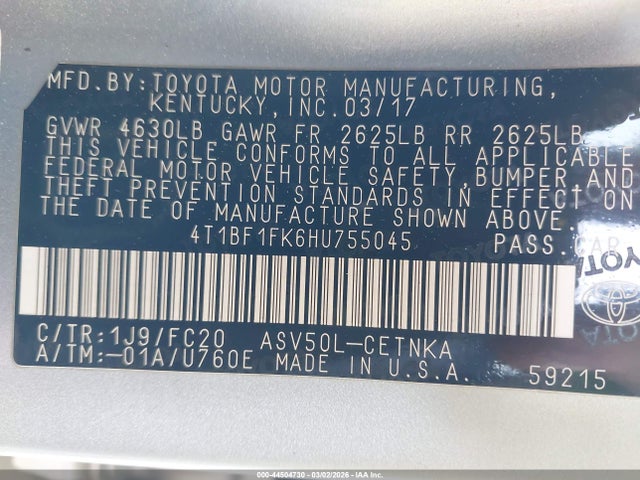 MFD.BY:TOYOTA MOTOR MANUFACTURING,
KENTUCKY,INC.03/17
GVWR 4630LB GAWR FR 2625LB RR 2625LB
THIS VEHICLE CONFORMS TO ALL APPLICABLE
FEDERAL MOTOR VEHICLE SAFETY,BUMPER AND
THEFT PREVENTION STANDARDS IN EFFECT ON
THE DATE OF MANUFACTURE SHOWN ABOVE.
4T1BF1FK6HU755045 PASS CAR
TOYOTA
C/TR:1J9/FC20 ASV50L-CETNKA
A/TM:-01A/U760E MADE IN U.S.A.
59215
000-44504730 - 03/02/2026 - IAA Inc.